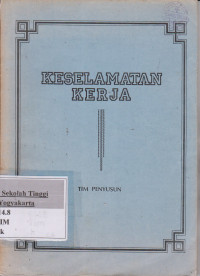 KESELAMATAN
KERJA
TIM PENYUSUN
Sekolah Tinggi
Yogyakarta
4.8
IM
k